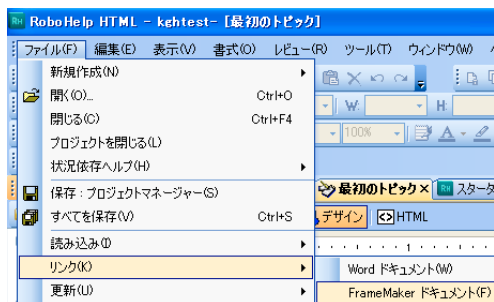 RoboHelp HTML - kghtest- [最初のトピック]
ファイル(F) 編集(E) 表示(V) 書式(O) レビュー(R) ツール(T) ウィンドウ(W)
新規作成(N)
開く(O)... Ctrl+O
W: H:
閉じる(C) Ctrl+F4
プロジェクトを閉じる(L) 100%
状況依存ヘルプ(H)
保存 : プロジェクトマネージャー(S) 最初のトピック × スタータ
すべてを保存(V) Ctrl+S デザイン HTML
読み込み(I) 1
リンク(K) Word ドキュメント(W)
更新(U) FrameMaker ドキュメント(F)